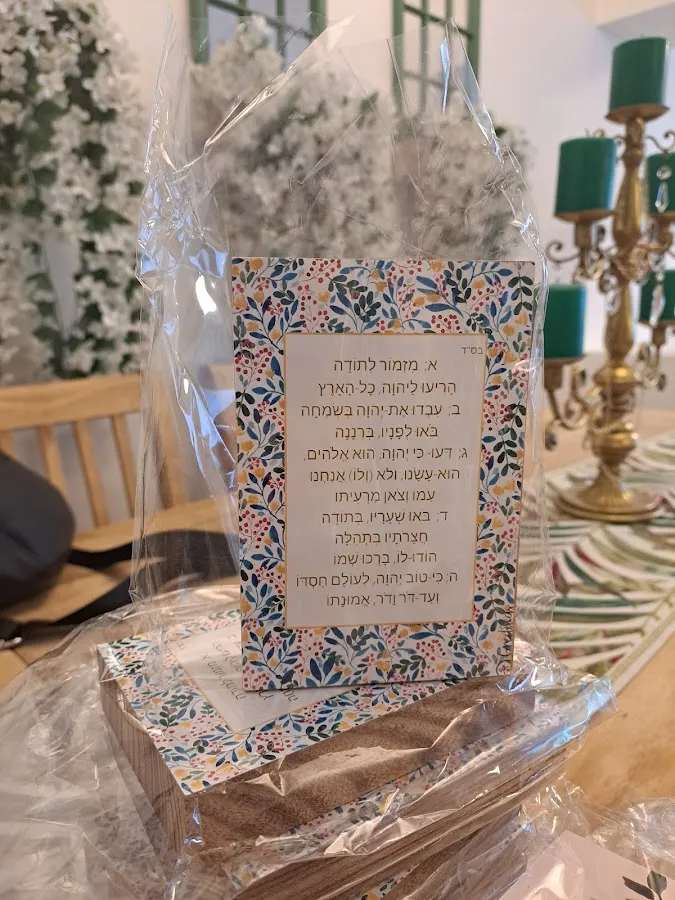 בס"ד
א; מִזְמוֹר לְתוֹדָה
הָרִיעוּ לַיהוָה, כָּל-הָאָרֶץ
ב; עִבְדוּ אֶת-יְהוָה בְּשִׂמְחָה
בֹּאוּ לְפָנָיו, בִּרְנָנָה
ג; דְּעוּ- כִּי יְהוָה, הוּא אֱלֹהִים,
הוּא-עָשָׂנוּ, וְלֹא (וְלוֹ) אֲנַחְנוּ
עַמּוֹ וְצֹאן מַרְעִיתוֹ
ד; בֹּאוּ שְׁעָרָיו, בְּתוֹדָה
חֲצֵרֹתָיו בִּתְהִלָּה
הוֹדוּ-לוֹ, בָּרְכוּ שְׁמוֹ
ה; כִּי-טוֹב יְהוָה, לְעוֹלָם חַסְדּוֹ
וְעַד-דֹּר וָדֹר, אֱמוּנָתוֹ